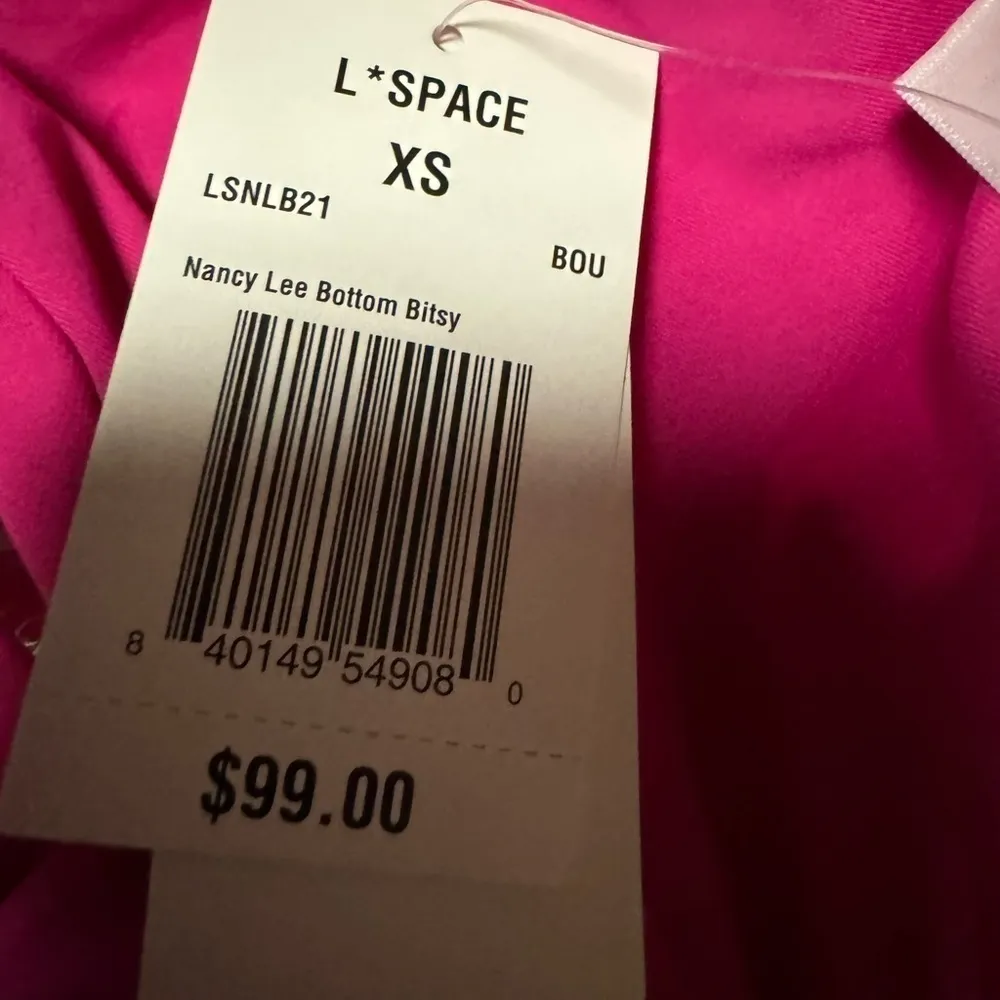 L*SPACE
XS
LSNLB21
BOU
Nancy Lee Bottom Bitsy
8 40149 54908 0
$99.00